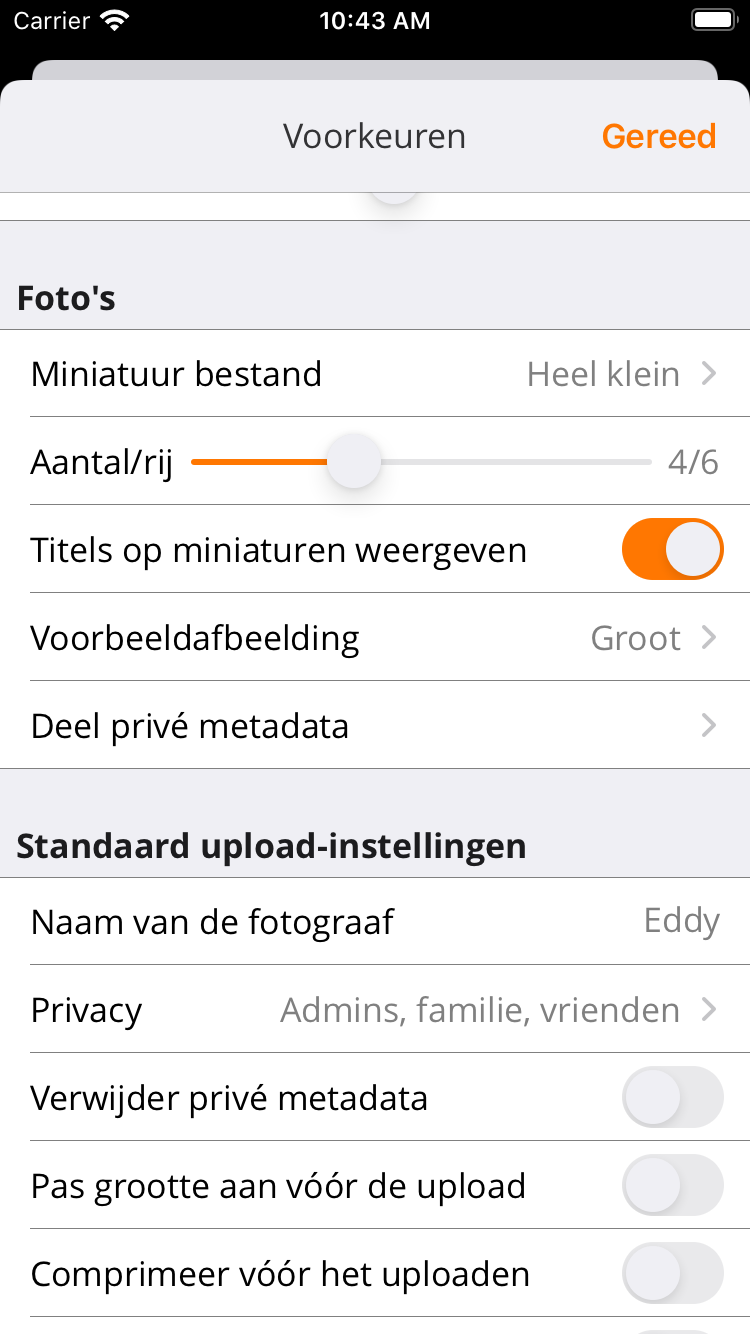 Carrier 10:43 AM
Voorkeuren Gereed
Foto's
Miniatuur bestand Heel klein
Aantal/rij 4/6
Titels op miniaturen weergeven
Voorbeeldafbeelding Groot
Deel privé metadata
Standaard upload-instellingen
Naam van de fotograaf Eddy
Privacy Admins, familie, vrienden
Verwijder privé metadata
Pas grootte aan vóór de upload
Comprimeer vóór het uploaden